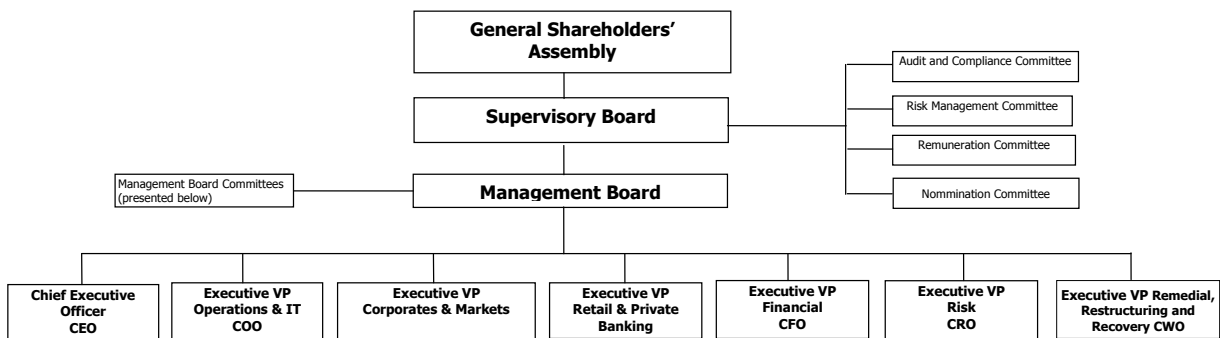 General Shareholders'
Assembly
Audit and Compliance Committee
Supervisory Board
Risk Management Committee
Remuneration Committee
Management Board Committees
(presented below)
Management Board
Nommination Committee
Chief Executive
Officer
CEO
Executive VP
Operations & IT
COO
Executive VP
Corporates & Markets
Executive VP
Retail & Private
Banking
Executive VP
Financial
CFO
Executive VP
Risk
CRO
Executive VP Remedial,
Restructuring and
Recovery CWO